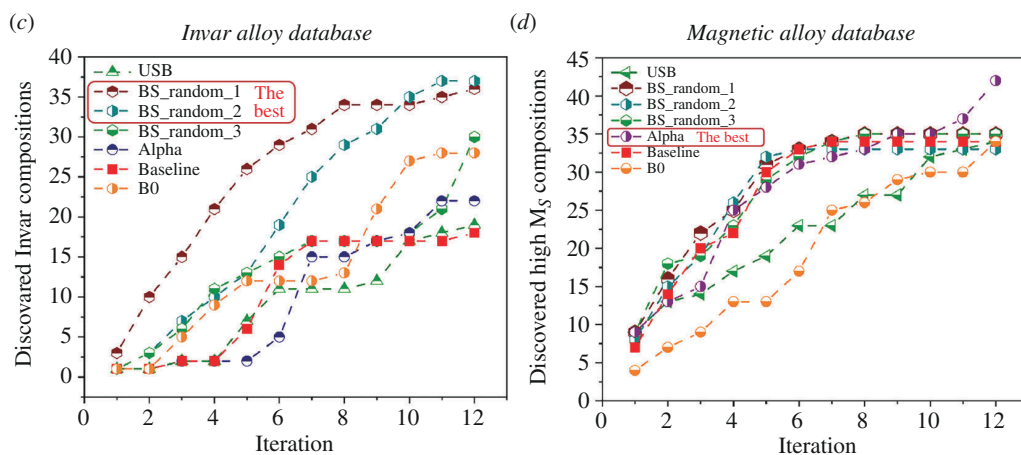 (c)
Invar alloy database
40
35
30
25
20
15
10
5
0
Discovared Invar compositions
USB
BS_random_1 The
BS_random_2 best
BS_random_3
Alpha
Baseline
B0
0 2 4 6 8 10 12
Iteration
(d)
Magnetic alloy database
45
40
35
30
25
20
15
10
5
0
Discovered high MS compositions
USB
BS_random_1
BS_random_2
BS_random_3
Alpha The best
Baseline
B0
0 2 4 6 8 10 12
Iteration